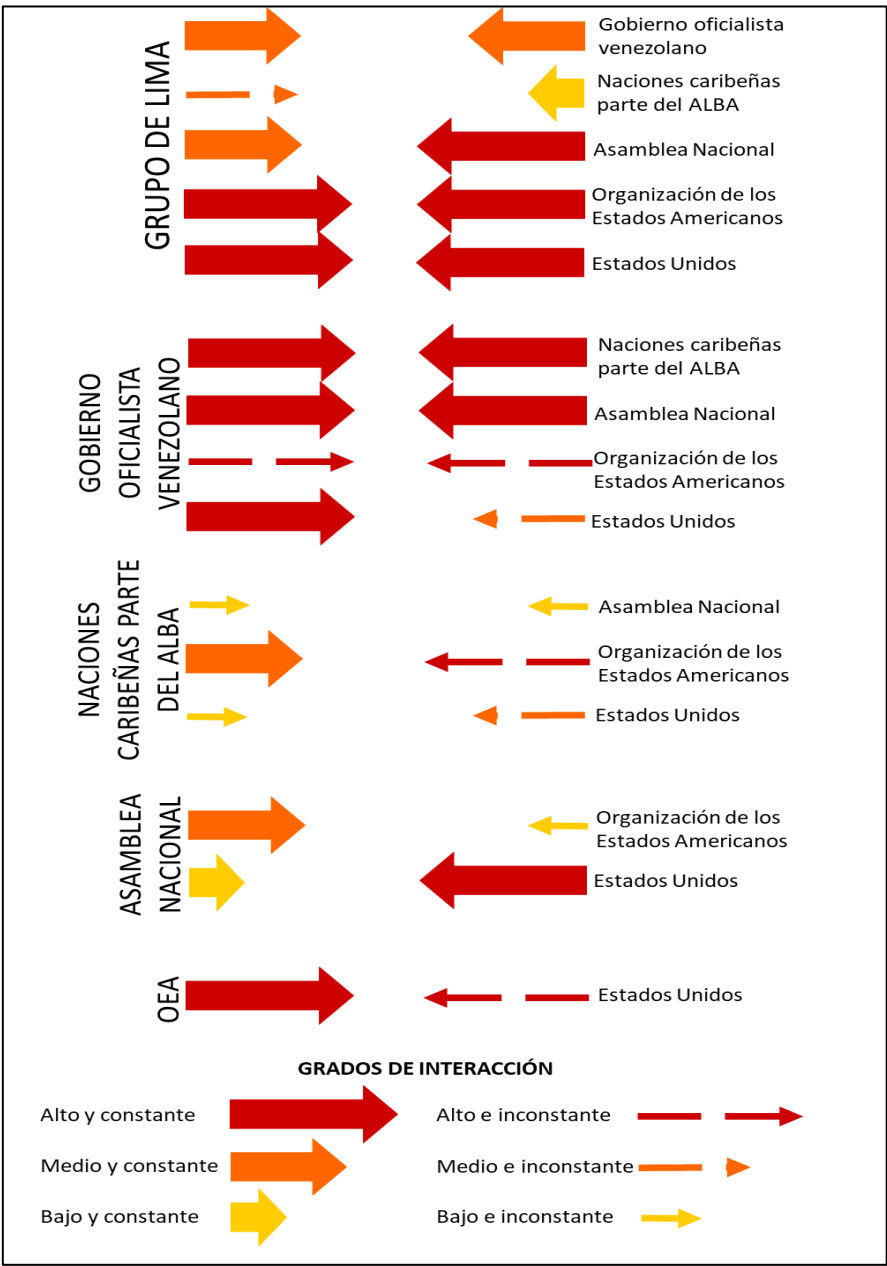 GRUPO DE LIMA
Gobierno oficialista
venezolano
Naciones caribeñas
parte del ALBA
Asamblea Nacional
Organización de los
Estados Americanos
Estados Unidos
GOBIERNO
OFICIALISTA
VENEZOLANO
Naciones caribeñas
parte del ALBA
Asamblea Nacional
Organización de los
Estados Americanos
Estados Unidos
NACIONES
CARIBEÑAS PARTE
DEL ALBA
Asamblea Nacional
Organización de los
Estados Americanos
Estados Unidos
ASAMBLEA
NACIONAL
Organización de los
Estados Americanos
Estados Unidos
OEA
Estados Unidos
GRADOS DE INTERACCIÓN
Alto y constante
Alto e inconstante
Medio y constante
Medio e inconstante
Bajo y constante
Bajo e inconstante